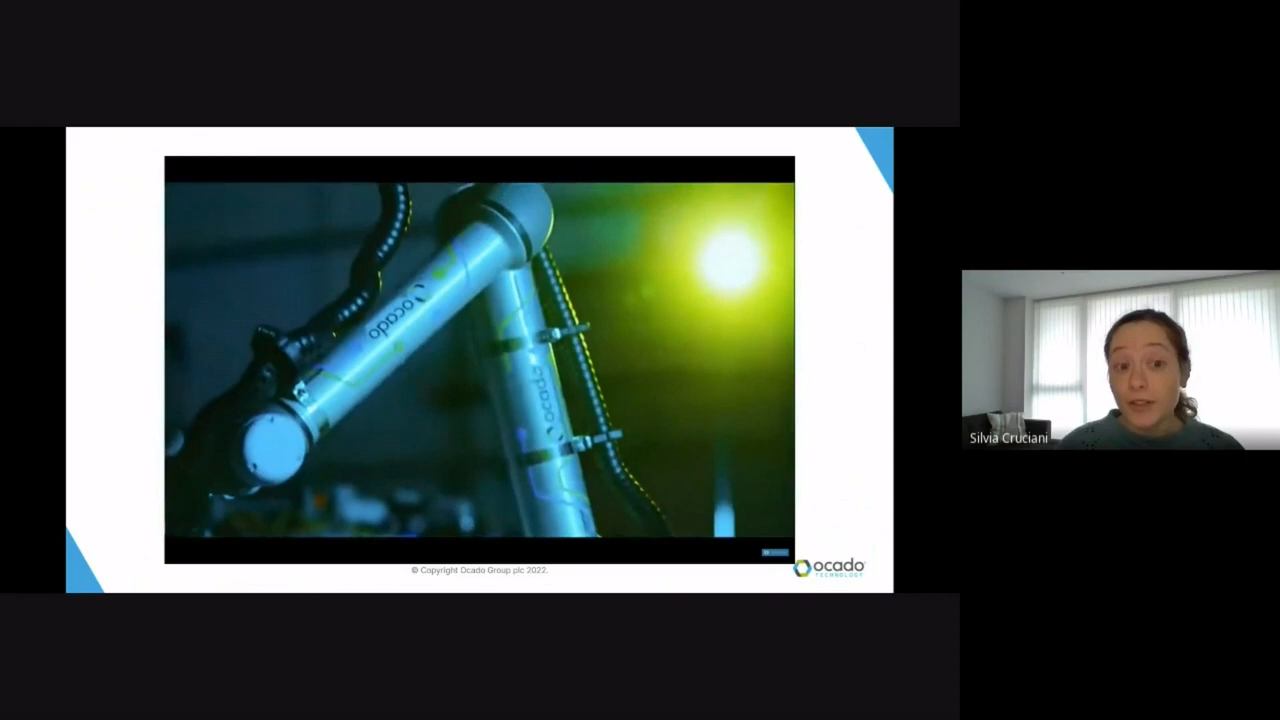 ocado
ocado
© Copyright Ocado Group plc 2022.
ocado
TECHNOLOGY
Silvia Cruciani